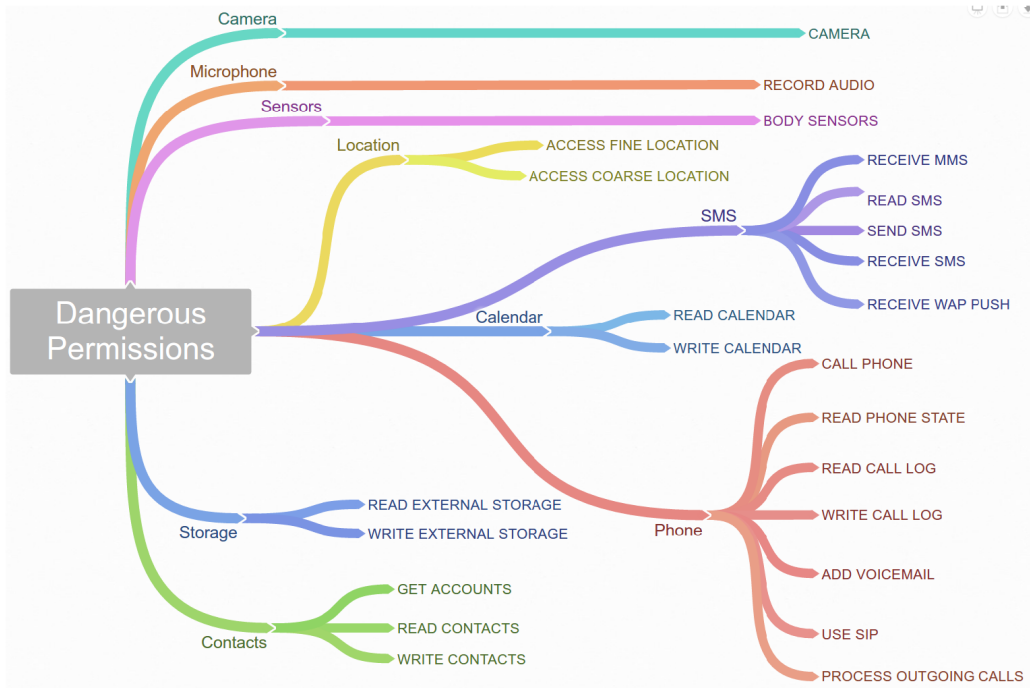 Dangerous
Permissions
Camera
CAMERA
Microphone
RECORD AUDIO
Sensors
BODY SENSORS
Location
ACCESS FINE LOCATION
ACCESS COARSE LOCATION
SMS
RECEIVE MMS
READ SMS
SEND SMS
RECEIVE SMS
RECEIVE WAP PUSH
Calendar
READ CALENDAR
WRITE CALENDAR
Phone
CALL PHONE
READ PHONE STATE
READ CALL LOG
WRITE CALL LOG
ADD VOICEMAIL
USE SIP
PROCESS OUTGOING CALLS
Storage
READ EXTERNAL STORAGE
WRITE EXTERNAL STORAGE
Contacts
GET ACCOUNTS
READ CONTACTS
WRITE CONTACTS